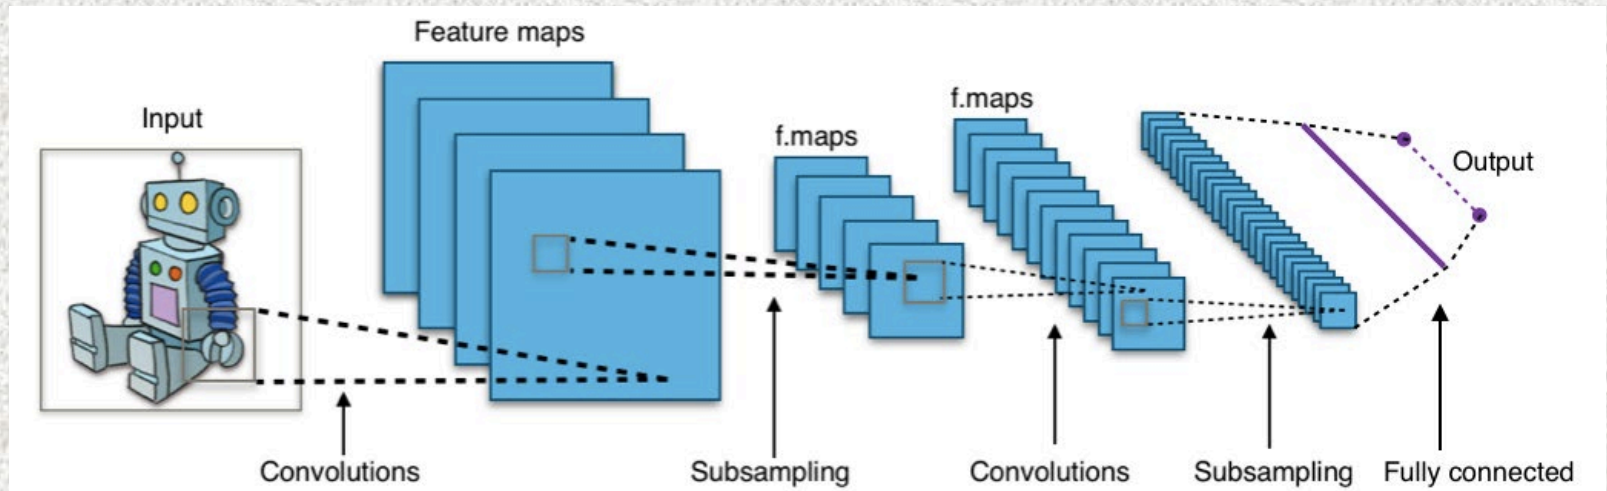 Feature maps
Input
f.maps
f.maps
Output
Convolutions
Subsampling
Convolutions
Subsampling
Fully connected